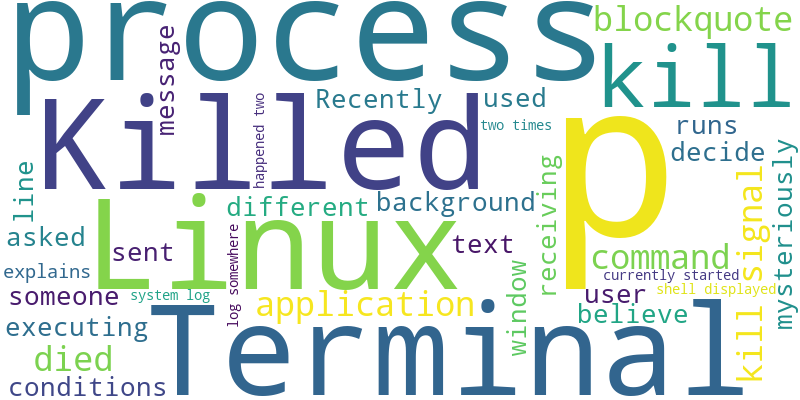 process
blockquote
message
kill
Killed
Recently
used
happened two
two times
p
runs
decide
line
Linux
different
background
receiving
kill signal
mysteriously
asked
sent
log somewhere
text
command
explains
currently started
someone
system log
application
window
user
shell displayed
executing
Terminal
believe
died
conditions